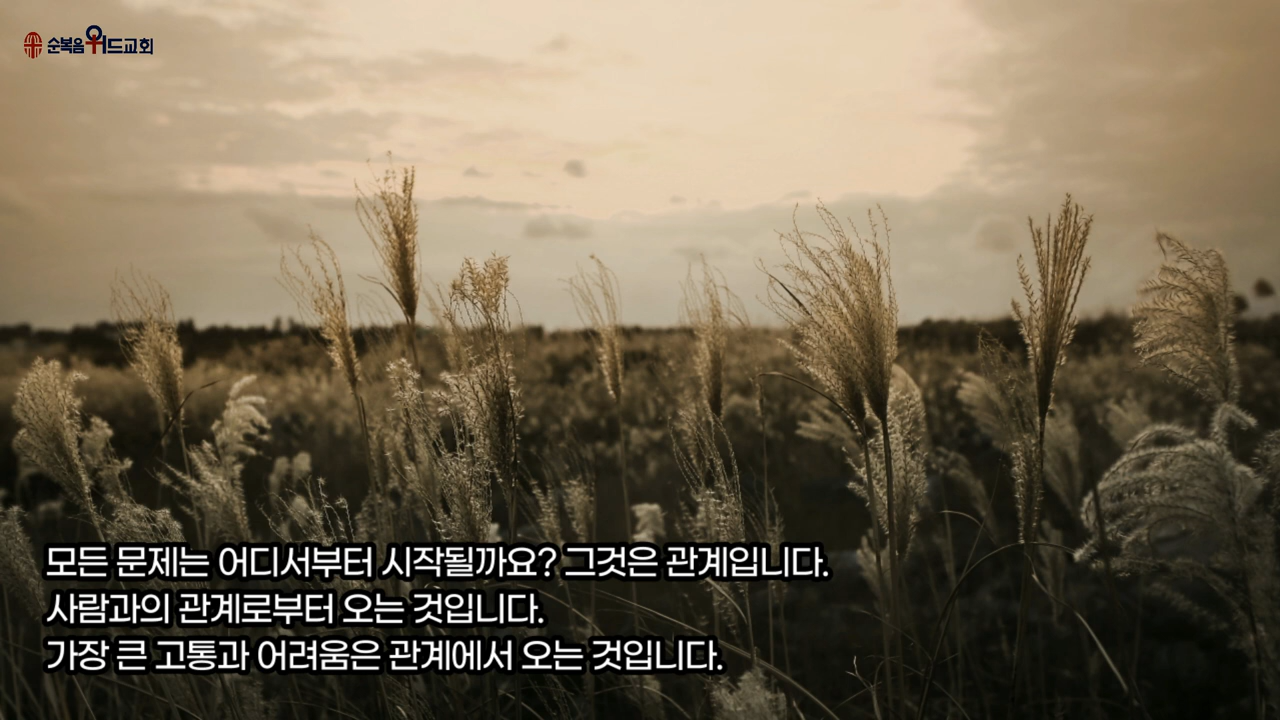 순복음위드교회
모든 문제는 어디서부터 시작될까요? 그것은 관계입니다.
사람과의 관계로부터 오는 것입니다.
가장 큰 고통과 어려움은 관계에서 오는 것입니다.